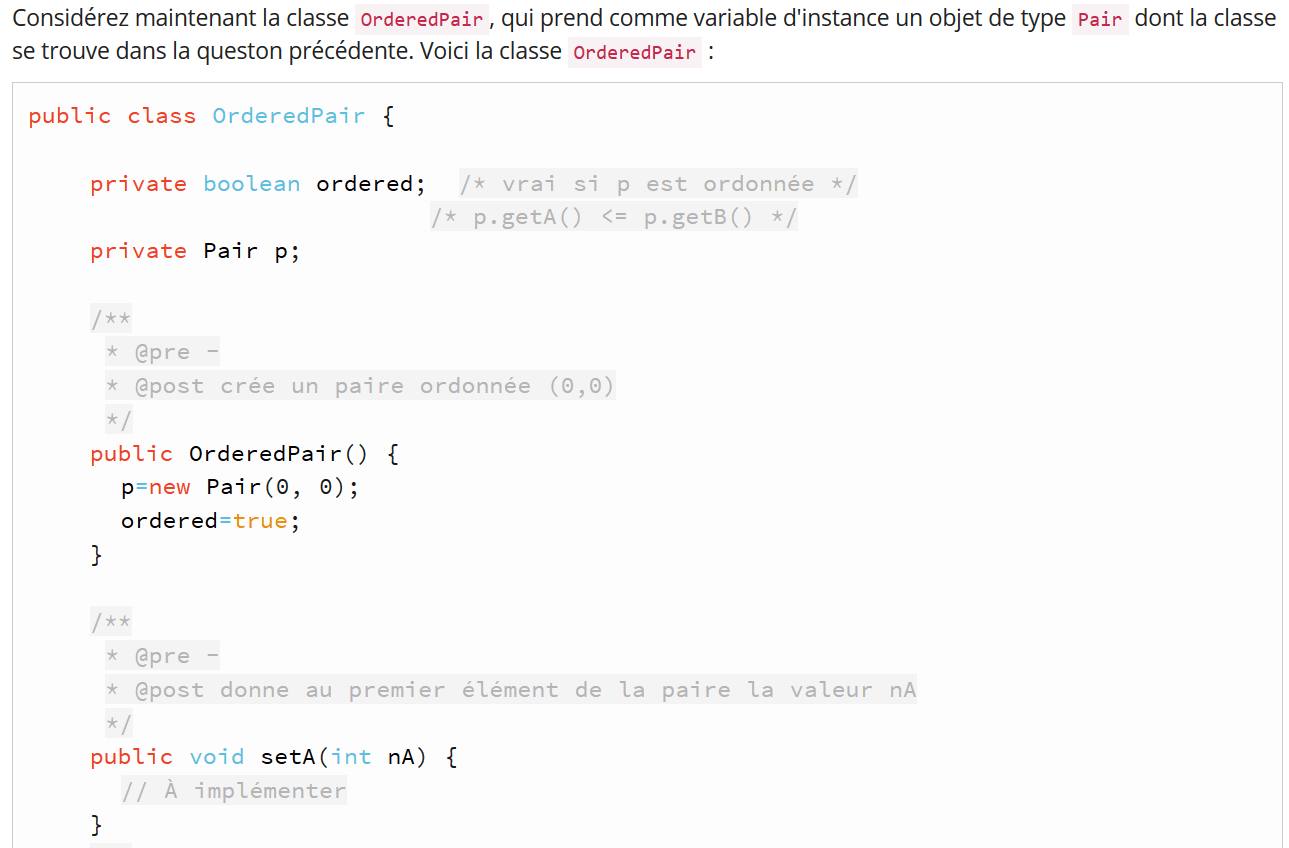 Considérez maintenant la classe OrderedPair, qui prend comme variable d'instance un objet de type Pair dont la classe
se trouve dans la queston précédente. Voici la classe OrderedPair :
public class OrderedPair {
private boolean ordered; /* vrai si p est ordonnée */
/* p.getA() <= p.getB() */
private Pair p;
/**
* @pre -
* @post crée un paire ordonnée (0,0)
*/
public OrderedPair() {
p=new Pair(0, 0);
ordered=true;
}
/**
* @pre -
* @post donne au premier élément de la paire la valeur nA
*/
public void setA(int nA) {
// À implémenter
}